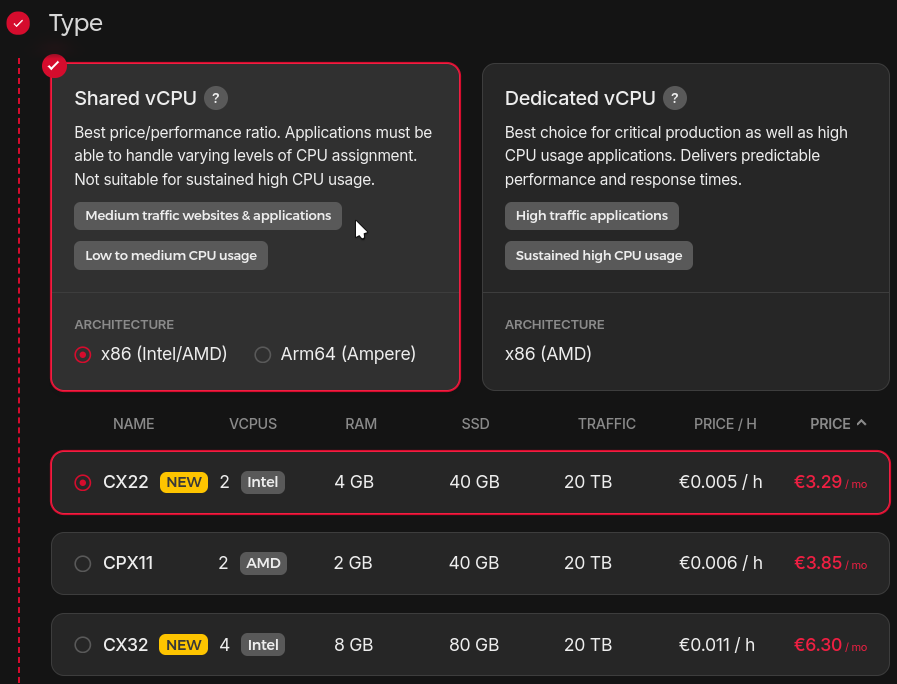 Type
Shared vCPU ?
Best price/performance ratio. Applications must be
able to handle varying levels of CPU assignment.
Not suitable for sustained high CPU usage.
Medium traffic websites & applications
Low to medium CPU usage
ARCHITECTURE
x86 (Intel/AMD) Arm64 (Ampere)
Dedicated vCPU ?
Best choice for critical production as well as high
CPU usage applications. Delivers predictable
performance and response times.
High traffic applications
Sustained high CPU usage
ARCHITECTURE
x86 (AMD)
NAME VCPUS RAM SSD TRAFFIC PRICE / H PRICE
CX22 NEW 2 Intel 4 GB 40 GB 20 TB €0.005 / h €3.29 / mo
CPX11 2 AMD 2 GB 40 GB 20 TB €0.006 / h €3.85 / mo
CX32 NEW 4 Intel 8 GB 80 GB 20 TB €0.011 / h €6.30 / mo